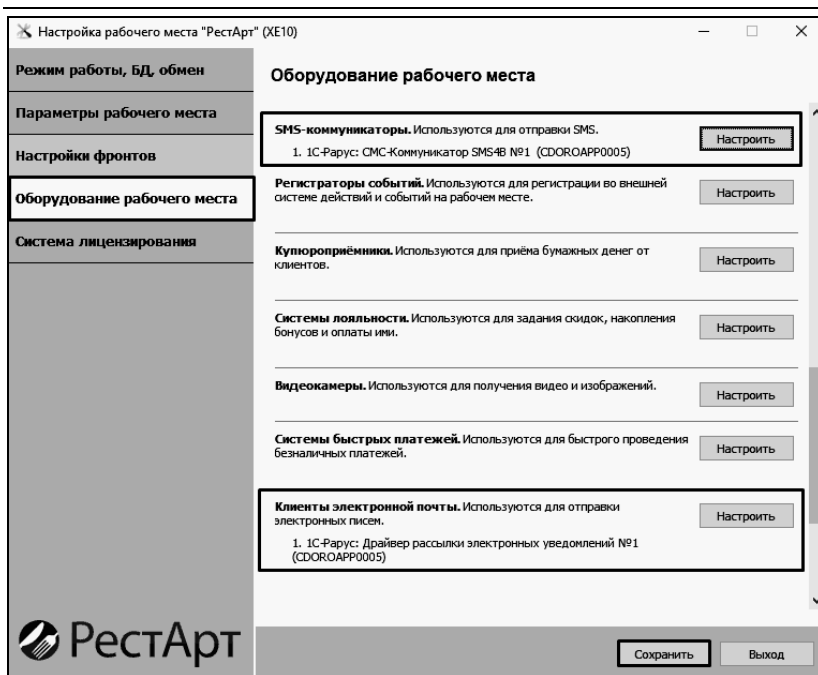 Настройка рабочего места "РестАрт" (XE10)
Режим работы, БД, обмен
Параметры рабочего места
Настройки фронтов
Оборудование рабочего места
Система лицензирования
Оборудование рабочего места
SMS-коммуникаторы. Используются для отправки SMS.
1. 1С-Рарус: СМС-Коммуникатор SMS4B №1 (CDOROAPP0005)
Настроить
Регистраторы событий. Используются для регистрации во внешней
системе действий и событий на рабочем месте.
Настроить
Купюроприёмники. Используются для приёма бумажных денег от
клиентов.
Настроить
Системы лояльности. Используются для задания скидок, накопления
бонусов и оплаты ими.
Настроить
Видеокамеры. Используются для получения видео и изображений.
Настроить
Системы быстрых платежей. Используются для быстрого проведения
безналичных платежей.
Настроить
Клиенты электронной почты. Используются для отправки
электронных писем.
1. 1С-Рарус: Драйвер рассылки электронных уведомлений №1
(CDOROAPP0005)
Настроить
РестАрт
Сохранить
Выход